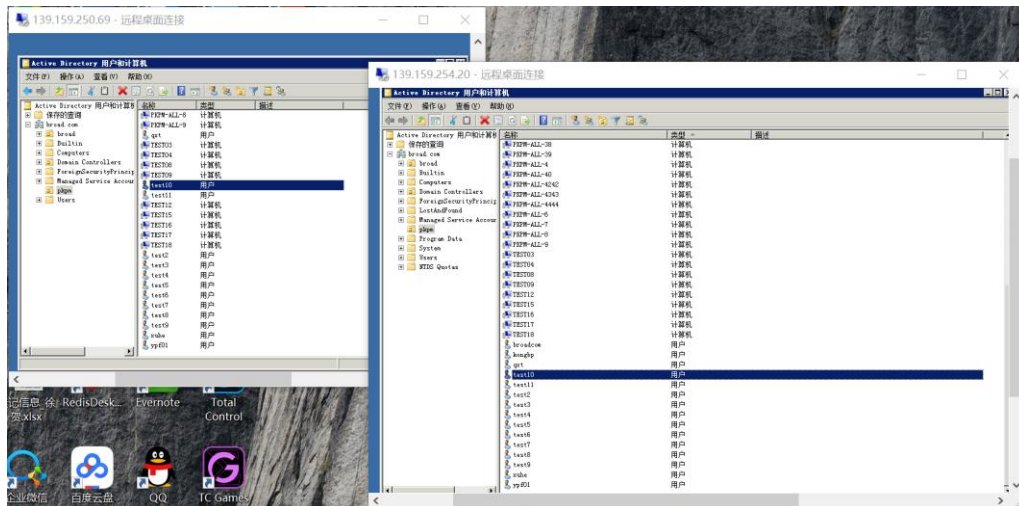 139.159.250.69 - 远程桌面连接
Active Directory 用户和计算机
文件(F) 操作(A) 查看(V) 帮助(H)
Active Directory 用户和计算机
保存的查询
broad.com
broad
Builtin
Computers
Domain Controllers
ForeignSecurityPrincip
Managed Service Accour
pkpm
Users
名称 类型 描述
PKPM-ALL-8 计算机
PKPM-ALL-9 计算机
qxt 用户
TEST03 计算机
TEST04 计算机
TEST08 计算机
TEST09 计算机
test10 用户
test11 用户
TEST12 计算机
TEST15 计算机
TEST16 计算机
TEST17 计算机
TEST18 计算机
test2 用户
test3 用户
test4 用户
test5 用户
test6 用户
test7 用户
test8 用户
test9 用户
xuhe 用户
ypf01 用户
139.159.254.20 - 远程桌面连接
Active Directory 用户和计算机
文件(F) 操作(A) 查看(V) 帮助(H)
Active Directory 用户和计算机
保存的查询
broad.com
broad
Builtin
Computers
Domain Controllers
ForeignSecurityPrincip
LostAndFound
Managed Service Accour
pkpm
Program Data
System
Users
NTDS Quotas
名称 类型 描述
PKPM-ALL-38 计算机
PKPM-ALL-39 计算机
PKPM-ALL-4 计算机
PKPM-ALL-40 计算机
PKPM-ALL-4242 计算机
PKPM-ALL-4343 计算机
PKPM-ALL-4444 计算机
PKPM-ALL-6 计算机
PKPM-ALL-7 计算机
PKPM-ALL-8 计算机
PKPM-ALL-9 计算机
TEST03 计算机
TEST04 计算机
TEST08 计算机
TEST09 计算机
TEST12 计算机
TEST15 计算机
TEST16 计算机
TEST17 计算机
TEST18 计算机
broadcom 用户
kongbp 用户
qxt 用户
test10 用户
test11 用户
test2 用户
test3 用户
test4 用户
test5 用户
test6 用户
test7 用户
test8 用户
test9 用户
xuhe 用户
ypf01 用户
记信息 徐 RedisDesk... Evernote Total
贺.xlsx Control
企业微信 百度云盘 QQ TC Games